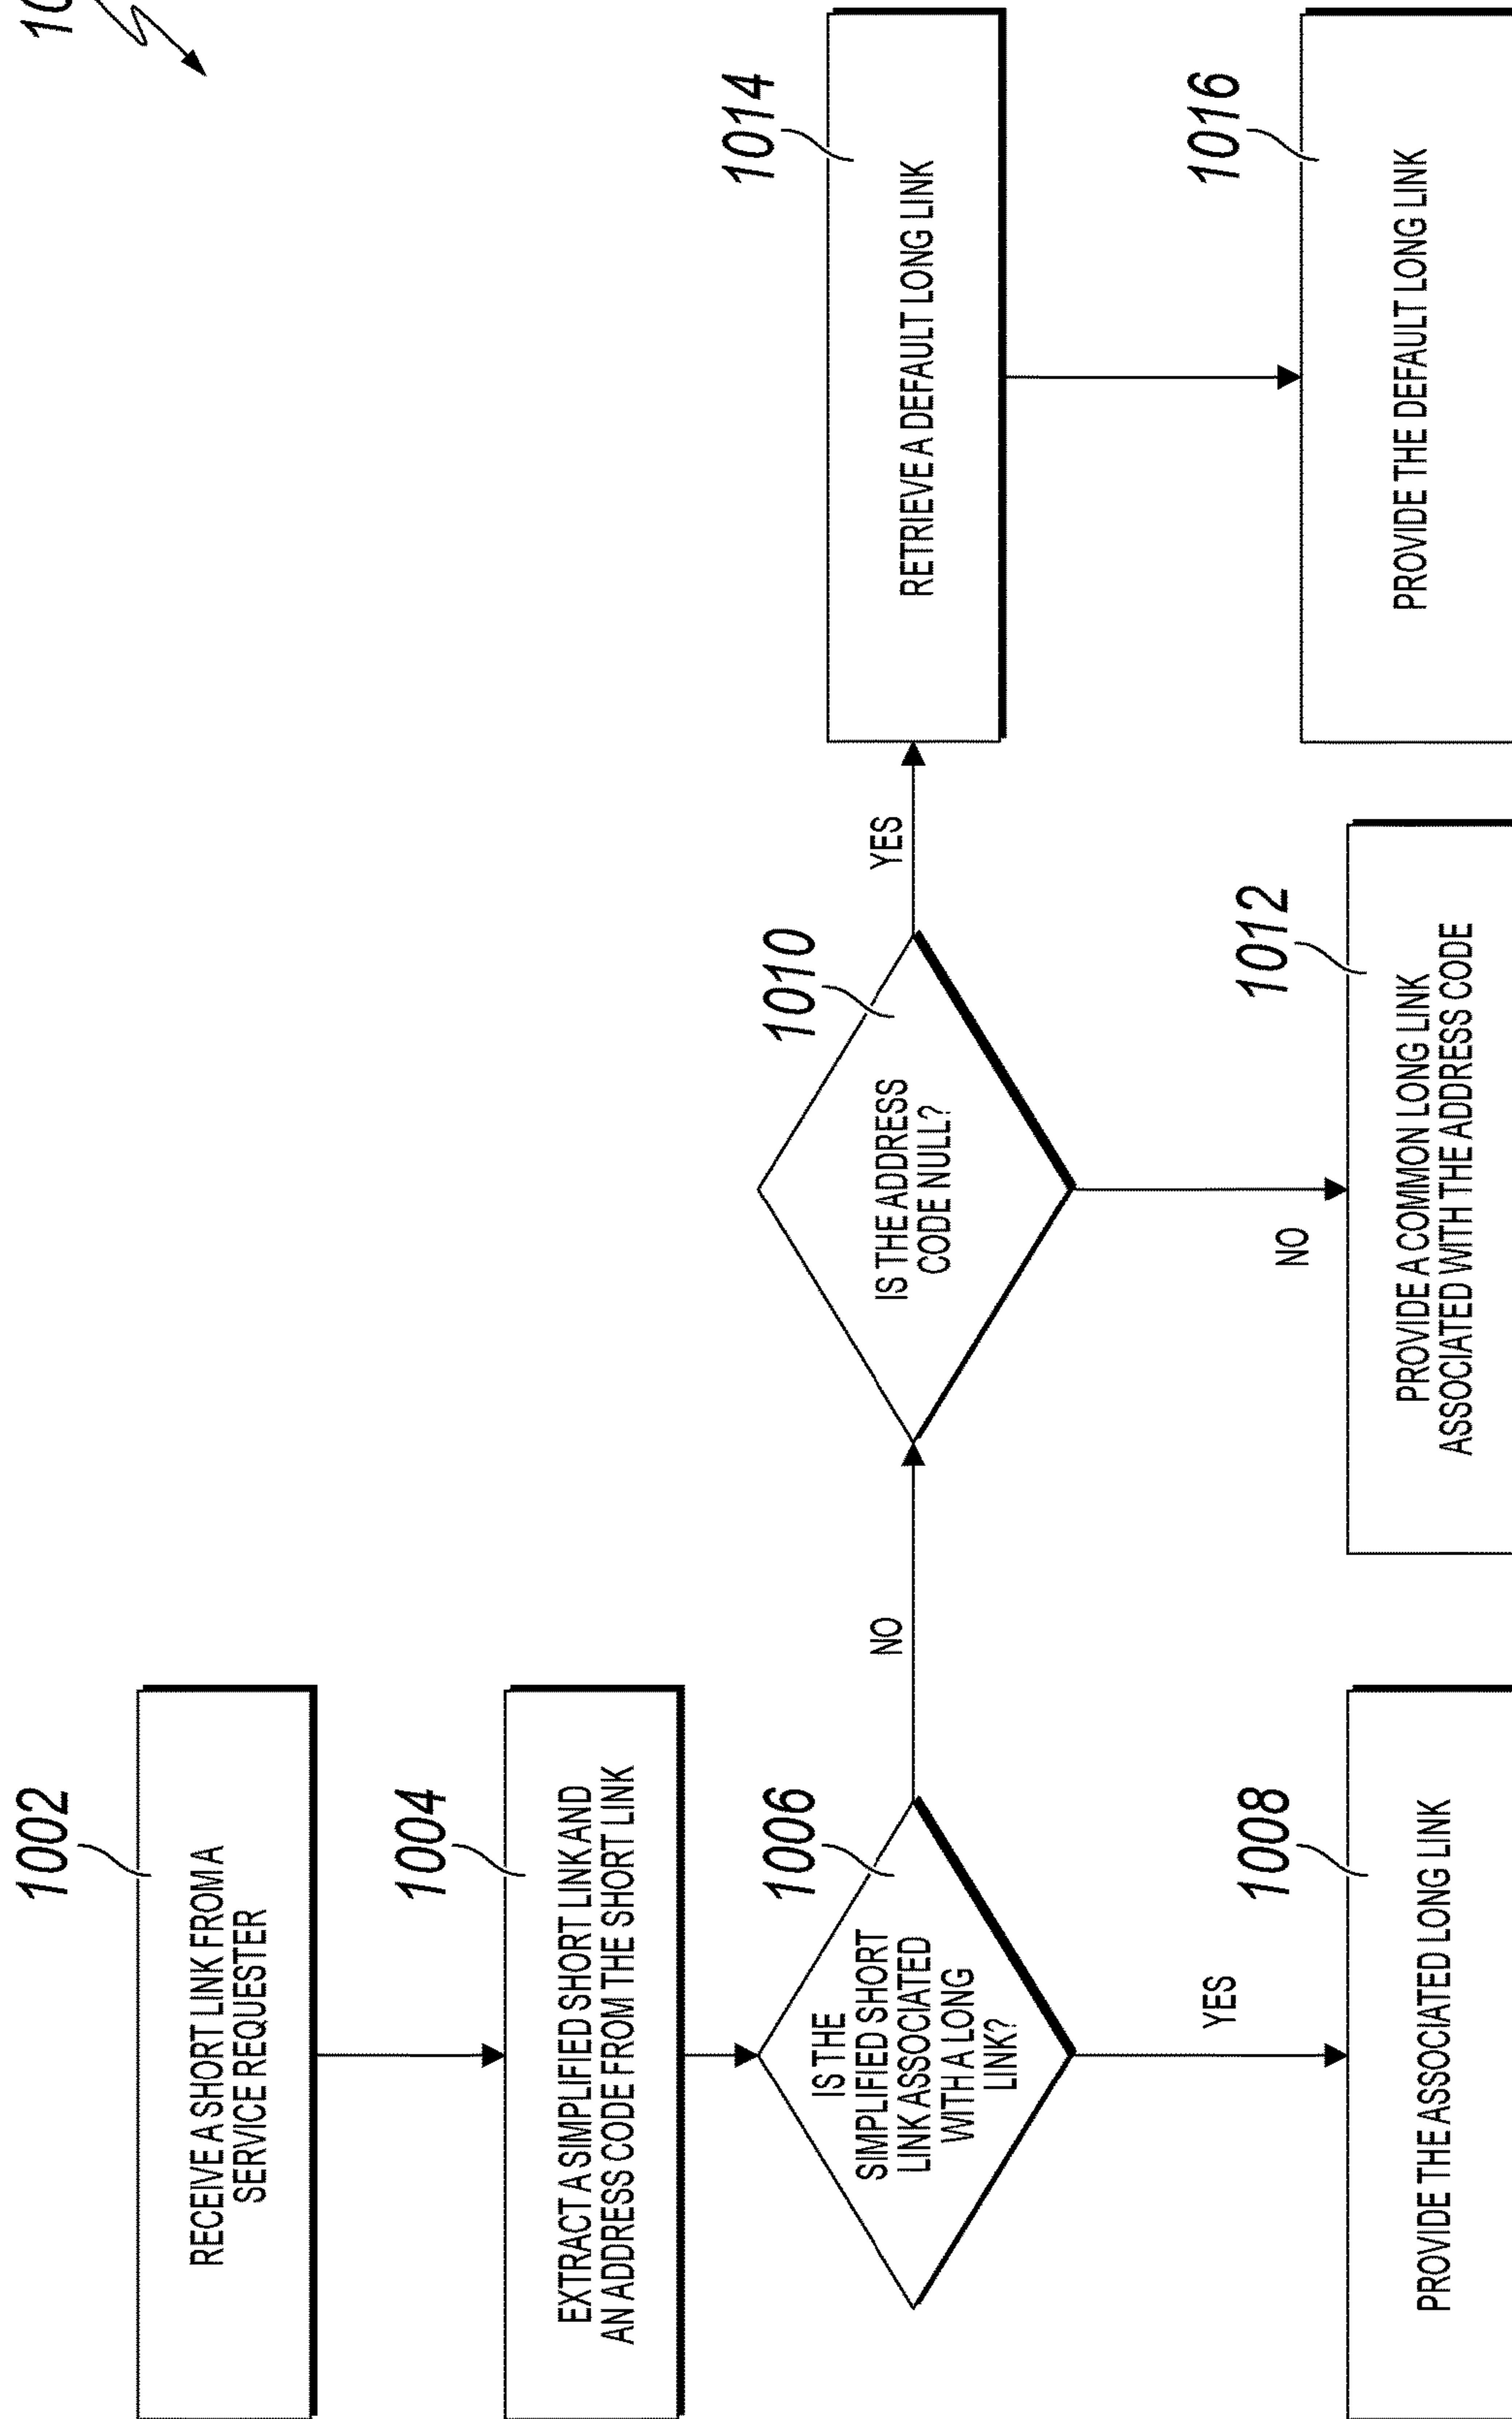 1002
RECEIVE A SHORT LINK FROM A
SERVICE REQUESTER
1004
EXTRACT A SIMPLIFIED SHORT LINK AND
AN ADDRESS CODE FROM THE SHORT LINK
1006
IS THE
SIMPLIFIED SHORT
LINK ASSOCIATED
WITH A LONG
LINK?
YES
NO
1008
PROVIDE THE ASSOCIATED LONG LINK
1010
IS THE ADDRESS
CODE NULL?
NO
YES
1012
PROVIDE A COMMON LONG LINK
ASSOCIATED WITH THE ADDRESS CODE
1014
RETRIEVE A DEFAULT LONG LINK
1016
PROVIDE THE DEFAULT LONG LINK